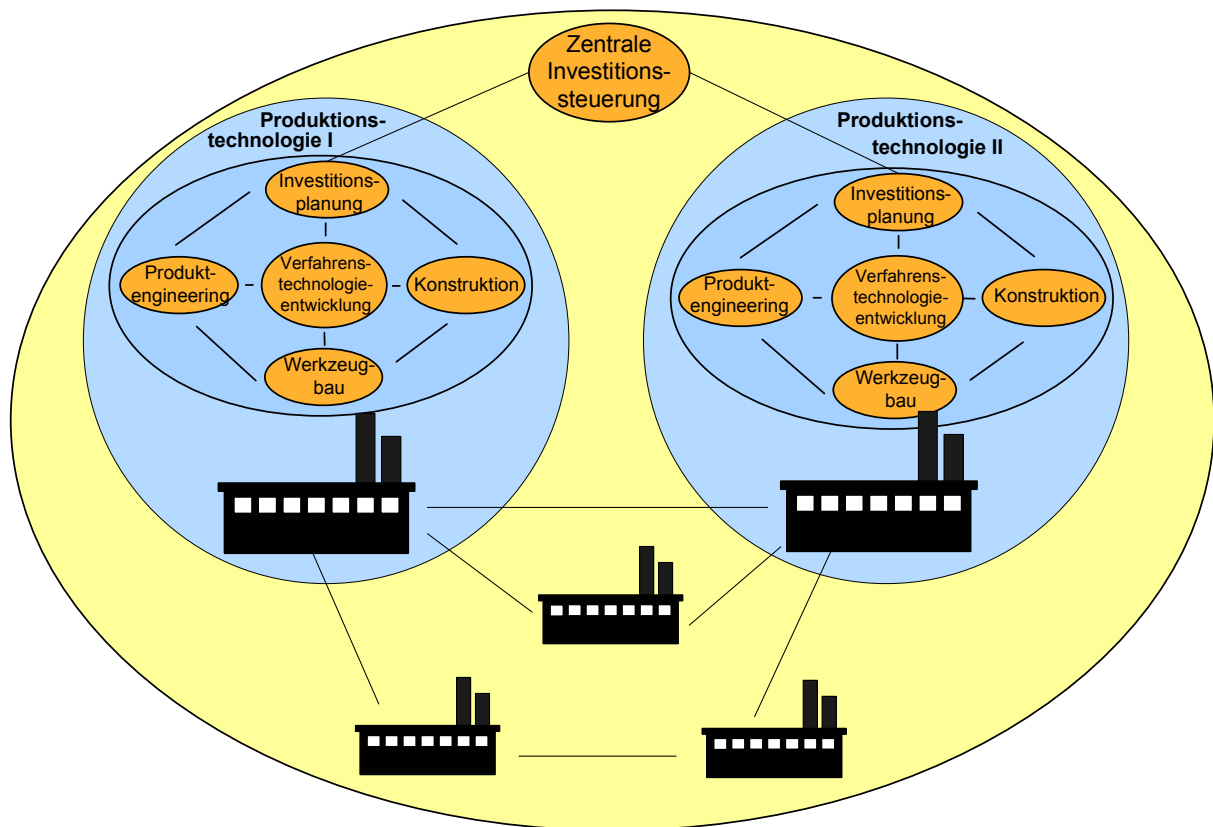 Zentrale
Investitions-
steuerung
Produktions-
technologie I
Investitions-
planung
Produkt-
engineering
Verfahrens-
technologie-
entwicklung
Konstruktion
Werkzeug-
bau
Produktions-
technologie II
Investitions-
planung
Produkt-
engineering
Verfahrens-
technologie-
entwicklung
Konstruktion
Werkzeug-
bau